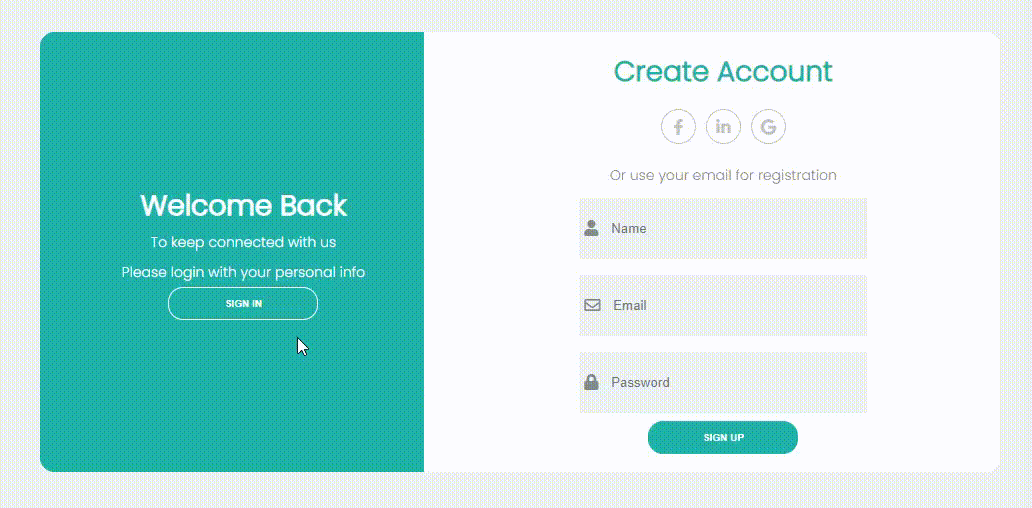 Welcome Back
To keep connected with us
Please login with your personal info
SIGN IN
Create Account
Or use your email for registration
Name
Email
Password
SIGN UP